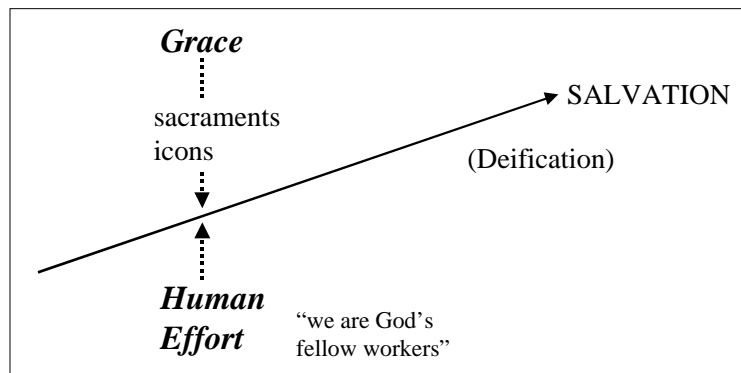 Grace
sacraments
icons
SALVATION
(Deification)
Human
Effort
“we are God’s
fellow workers”